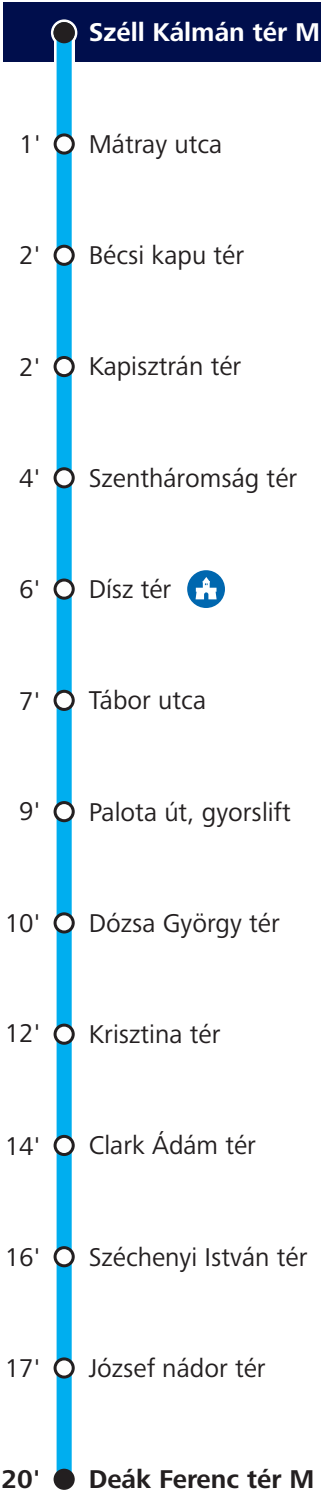 Széll Kálmán tér M
1' Mátray utca
2' Bécsi kapu tér
2' Kapisztrán tér
4' Szentháromság tér
6' Dísz tér
7' Tábor utca
9' Palota út, gyorslift
10' Dózsa György tér
12' Krisztina tér
14' Clark Ádám tér
16' Széchenyi István tér
17' József nádor tér
20' Deák Ferenc tér M